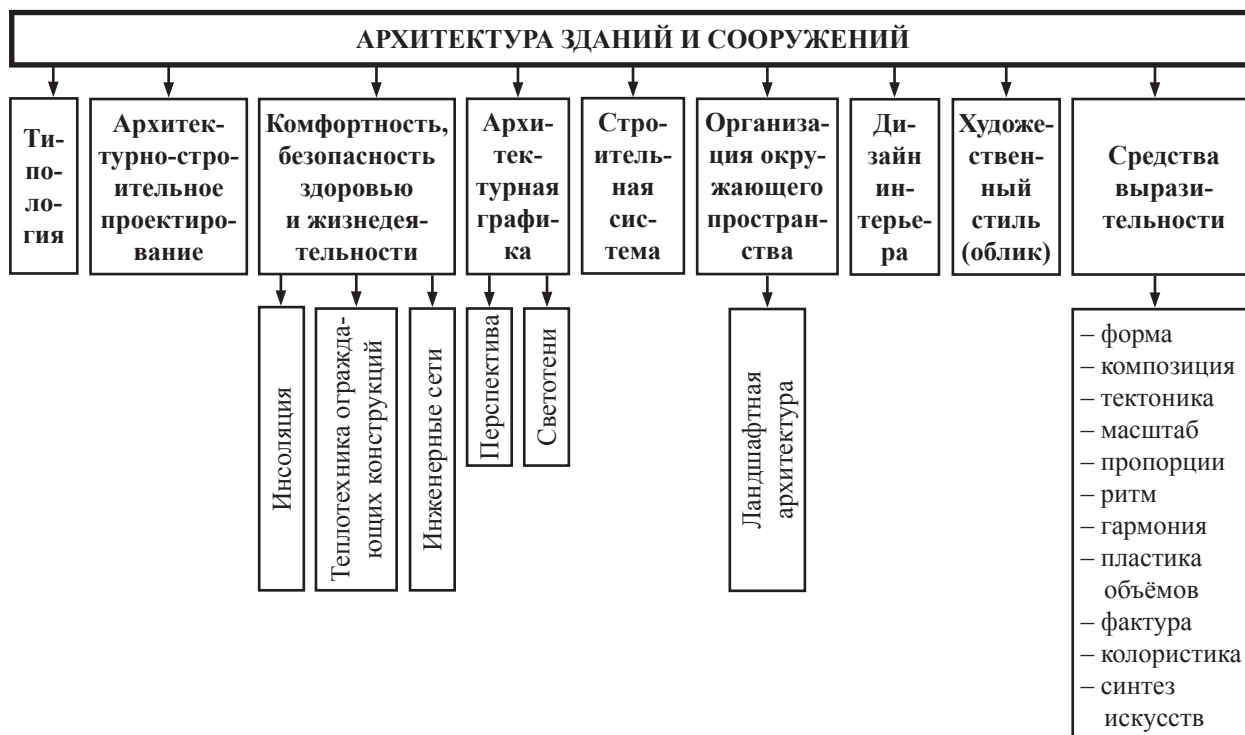 АРХИТЕКТУРА ЗДАНИЙ И СООРУЖЕНИЙ
Ти-
по-
ло-
гия
Архитек-
турно-стро-
ительное
проектиро-
вание
Комфортность,
безопасность
здоровью
и жизнедея-
тельности
Архи-
тек-
турная
графи-
ка
Стро-
итель-
ная
сис-
тема
Организа-
ция окру-
жающего
простран-
ства
Ди-
зайн
ин-
терье-
ра
Художе-
ствен-
ный
стиль
(облик)
Средства
вырази-
тельности
Инсоляция
Теплотехника огражда-
ющих конструкций
Инженерные сети
Перспектива
Светотени
Ландшафтная
архитектура
– форма
– композиция
– тектоника
– масштаб
– пропорции
– ритм
– гармония
– пластика
объёмов
– фактура
– колористика
– синтез
искусств